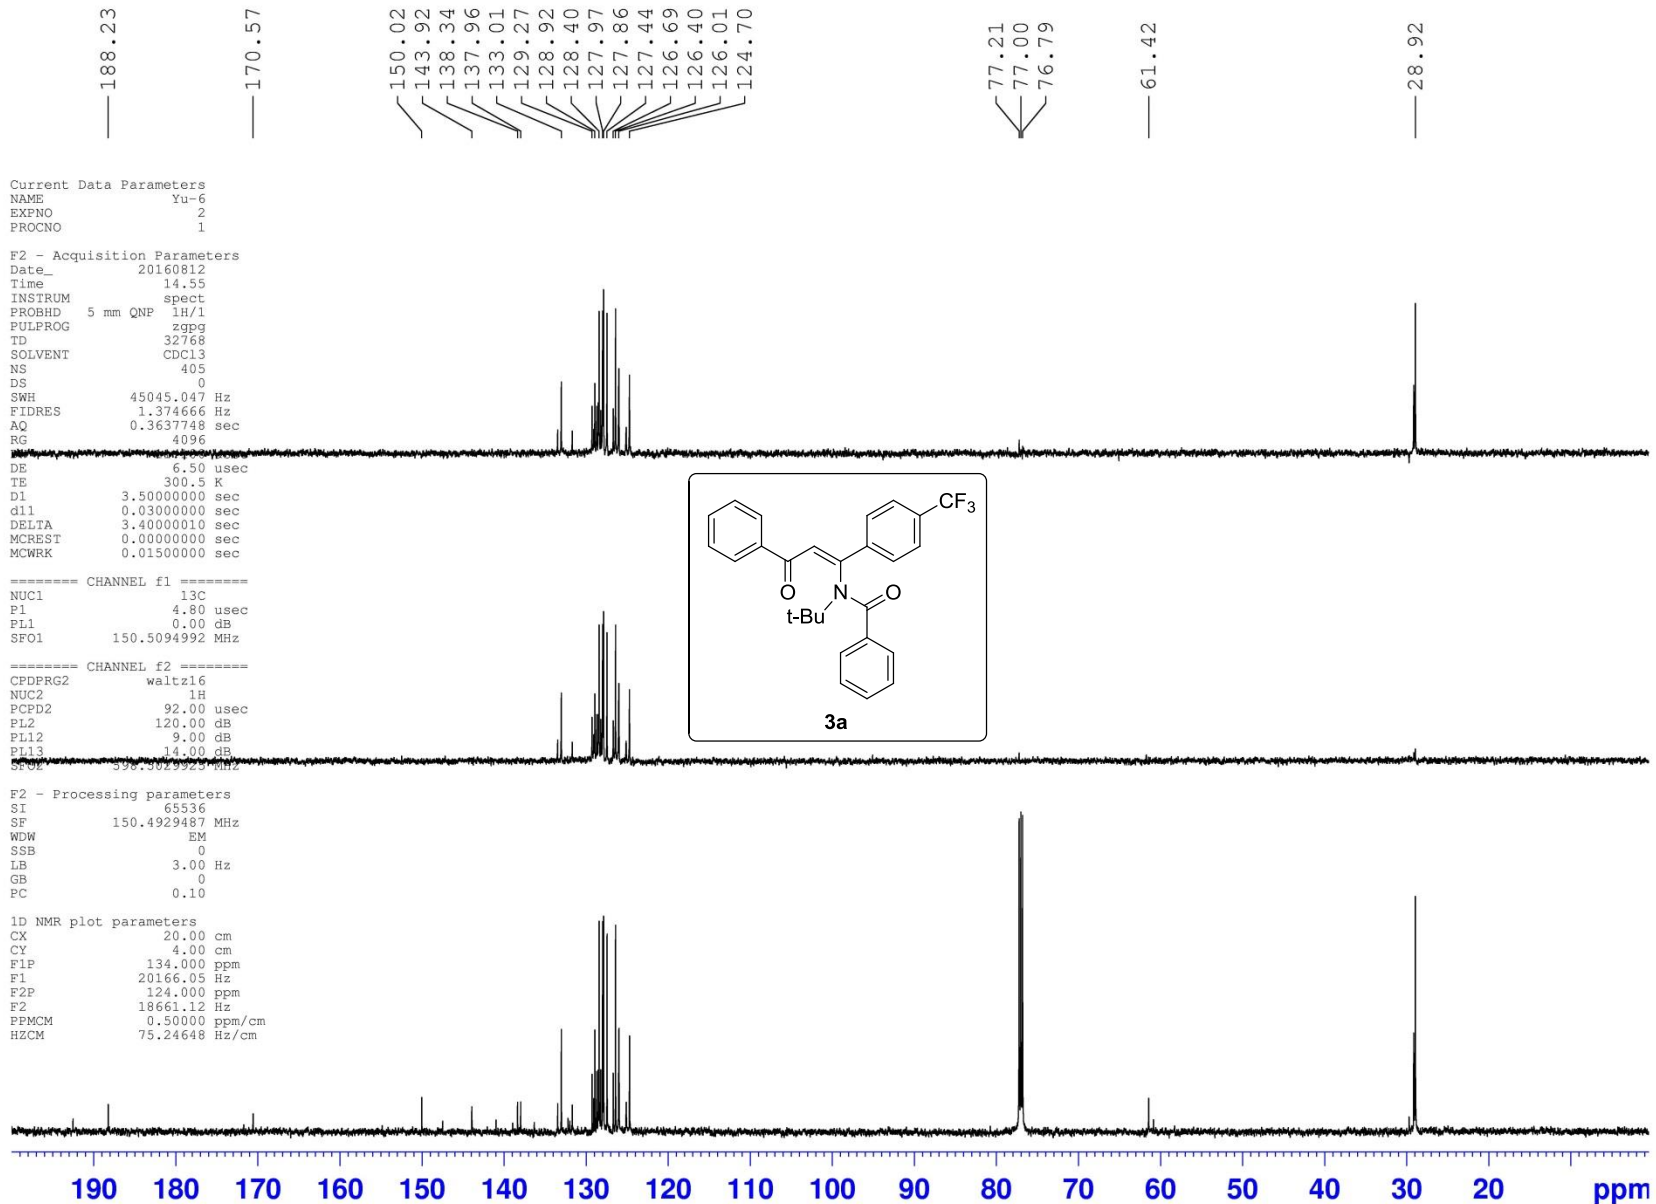 188.23
170.57
150.02
143.92
138.34
137.96
133.01
129.27
128.92
128.40
127.97
127.86
127.44
126.69
126.40
126.01
124.70
77.21
77.00
76.79
61.42
28.92
Current Data Parameters
NAME Yu-6
EXPNO 2
PROCNO 1
F2 - Acquisition Parameters
Date_ 20160812
Time 14.55
INSTRUM spect
PROBHD 5 mm QNP 1H/1
PULPROG zgpg
TD 32768
SOLVENT CDCl3
NS 405
DS 0
SWH 45045.047 Hz
FIDRES 1.374666 Hz
AQ 0.3637748 sec
RG 4096
DE 6.50 usec
TE 300.5 K
D1 3.50000000 sec
d11 0.03000000 sec
DELTA 3.40000010 sec
MCREST 0.00000000 sec
MCWRK 0.01500000 sec
======== CHANNEL f1 ========
NUC1 13C
P1 4.80 usec
PL1 0.00 dB
SFO1 150.5094992 MHz
======== CHANNEL f2 ========
CPDPRG2 waltz16
NUC2 1H
PCPD2 92.00 usec
PL2 120.00 dB
PL12 9.00 dB
PL13 14.00 dB
SFO2 598.5029925 MHz
F2 - Processing parameters
SI 65536
SF 150.4929487 MHz
WDW EM
SSB 0
LB 3.00 Hz
GB 0
PC 0.10
1D NMR plot parameters
CX 20.00 cm
CY 4.00 cm
F1P 134.000 ppm
F1 20166.05 Hz
F2P 124.000 ppm
F2 18661.12 Hz
PPMCM 0.50000 ppm/cm
HZCM 75.24648 Hz/cm
CF3
O
N
O
t-Bu
3a
190 180 170 160 150 140 130 120 110 100 90 80 70 60 50 40 30 20 ppm